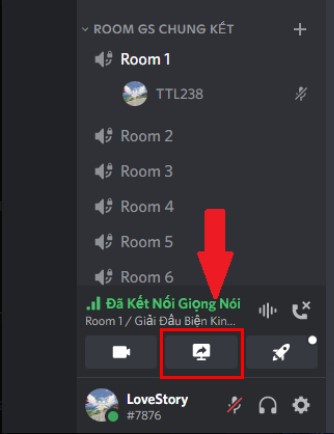 ROOM GS CHUNG KẾT
Room 1
TTL238
Room 2
Room 3
Room 4
Room 5
Room 6
Đã Kết Nối Giọng Nói
Room 1 / Giải Đấu Biện Kin...
LoveStory
#7876